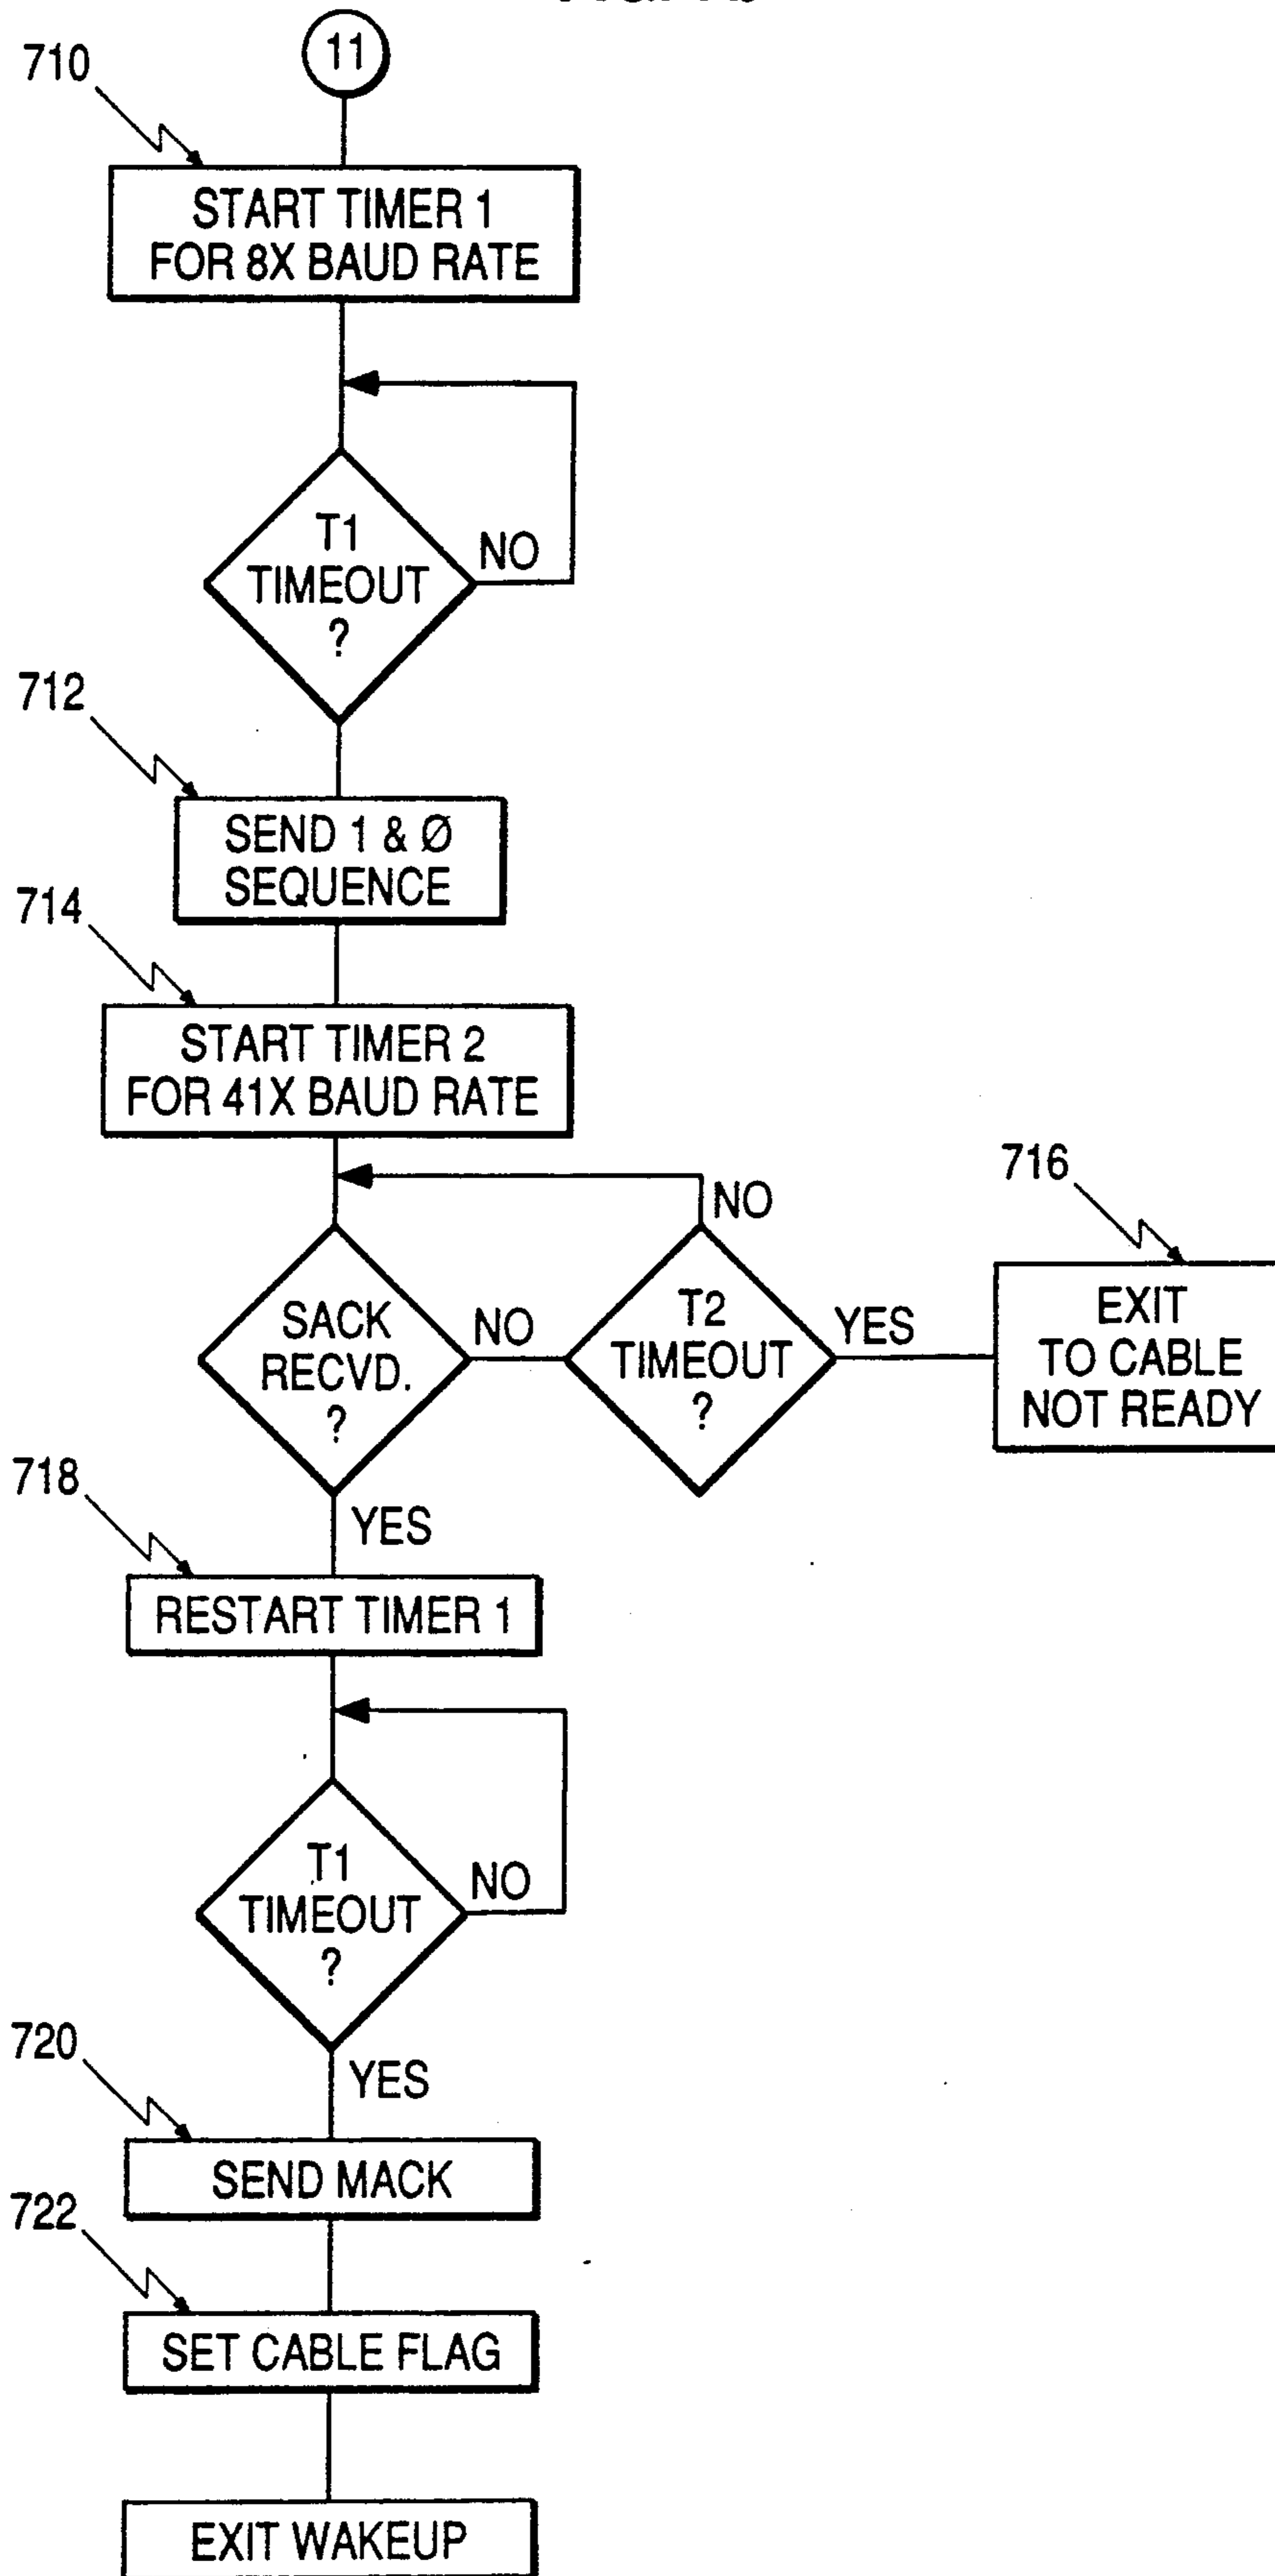 11
710
START TIMER 1
FOR 8X BAUD RATE
T1
TIMEOUT
?
NO
712
SEND 1 & Ø
SEQUENCE
714
START TIMER 2
FOR 41X BAUD RATE
716
NO
SACK
RECVD.
?
NO
T2
TIMEOUT
?
YES
EXIT
TO CABLE
NOT READY
718
YES
RESTART TIMER 1
T1
TIMEOUT
?
NO
720
YES
SEND MACK
722
SET CABLE FLAG
EXIT WAKEUP